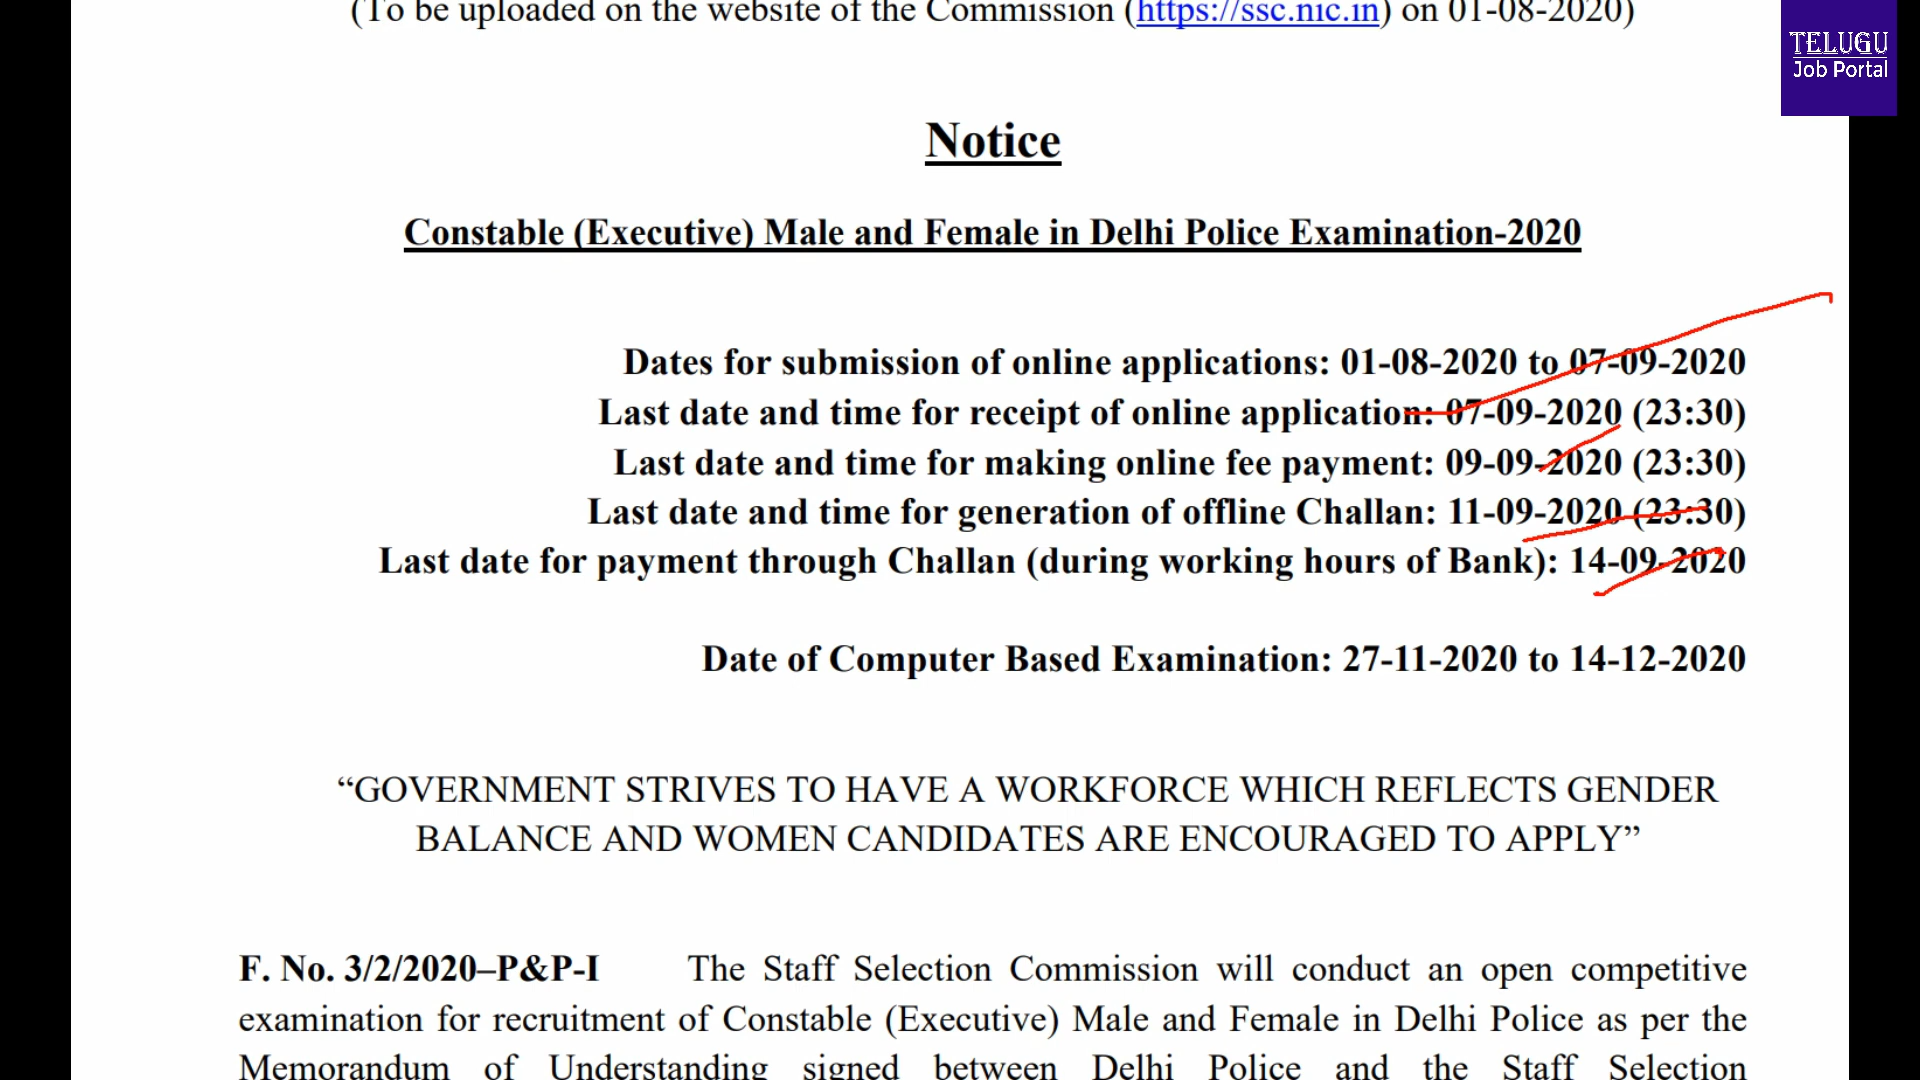 (To be uploaded on the website of the Commission (https://ssc.nic.in) on 01-08-2020)
TELUGU
Job Portal
Notice
Constable (Executive) Male and Female in Delhi Police Examination-2020
Dates for submission of online applications: 01-08-2020 to 07-09-2020
Last date and time for receipt of online application: 07-09-2020 (23:30)
Last date and time for making online fee payment: 09-09-2020 (23:30)
Last date and time for generation of offline Challan: 11-09-2020 (23:30)
Last date for payment through Challan (during working hours of Bank): 14-09-2020
Date of Computer Based Examination: 27-11-2020 to 14-12-2020
“GOVERNMENT STRIVES TO HAVE A WORKFORCE WHICH REFLECTS GENDER
BALANCE AND WOMEN CANDIDATES ARE ENCOURAGED TO APPLY”
F. No. 3/2/2020–P&P-I The Staff Selection Commission will conduct an open competitive
examination for recruitment of Constable (Executive) Male and Female in Delhi Police as per the
Memorandum of Understanding signed between Delhi Police and the Staff Selection